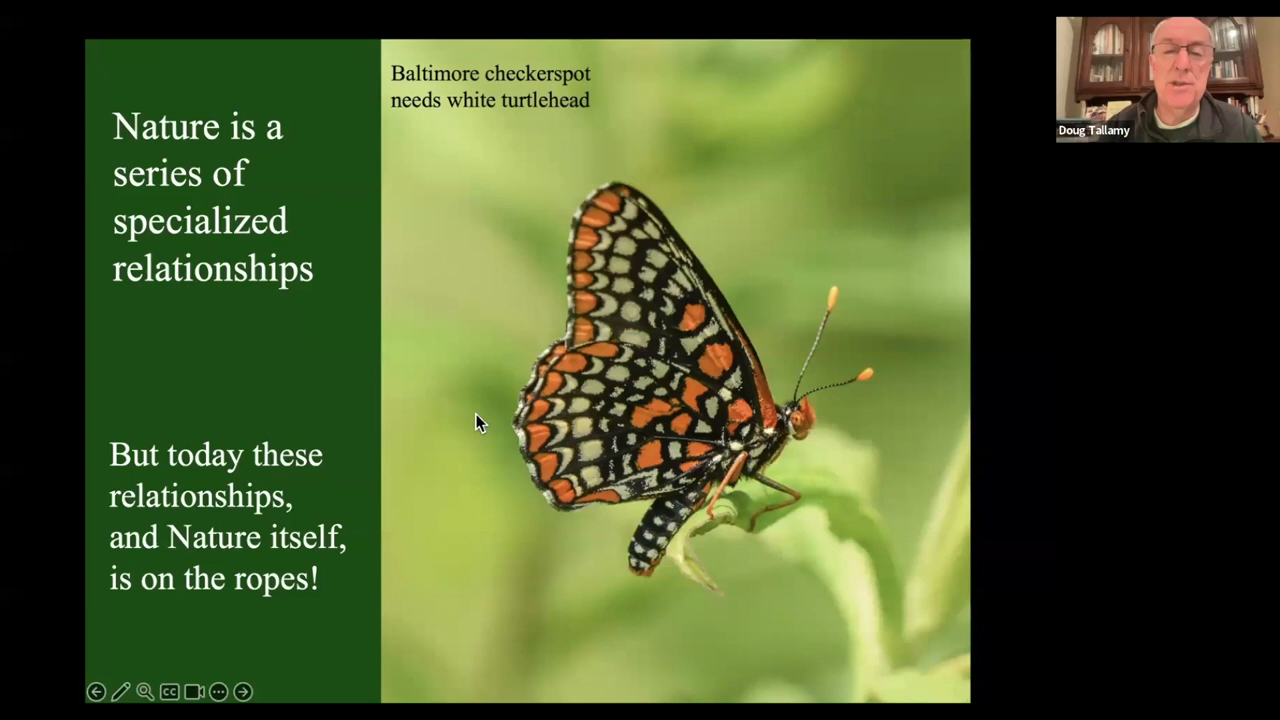 Nature is a
series of
specialized
relationships
But today these
relationships,
and Nature itself,
is on the ropes!
Baltimore checkerspot
needs white turtlehead
Doug Tallamy
CC